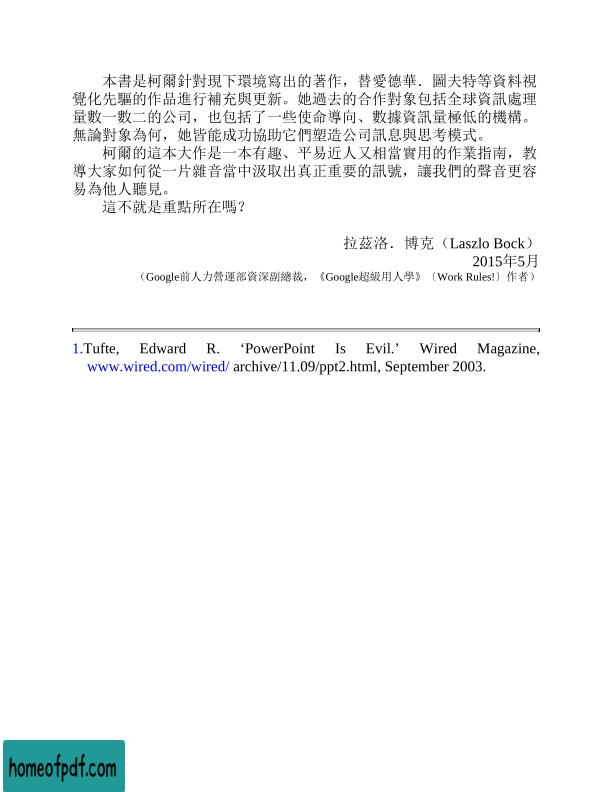 本書是柯爾針對現下環境寫出的著作，替愛德華．圖夫特等資料視
覺化先驅的作品進行補充與更新。她過去的合作對象包括全球資訊處理
量數一數二的公司，也包括了一些使命導向、數據資訊量極低的機構。
無論對象為何，她皆能成功協助它們塑造公司訊息與思考模式。
柯爾的這本大作是一本有趣、平易近人又相當實用的作業指南，教
導大家如何從一片雜音當中汲取出真正重要的訊號，讓我們的聲音更容
易為他人聽見。
這不就是重點所在嗎？
拉茲洛．博克（Laszlo Bock）
2015年5月
（Google前人力營運部資深副總裁，《Google超級用人學》〔Work Rules!〕作者）
1.Tufte, Edward R. ‘PowerPoint Is Evil.’ Wired Magazine,
www.wired.com/wired/ archive/11.09/ppt2.html, September 2003.
homeofpdf.com